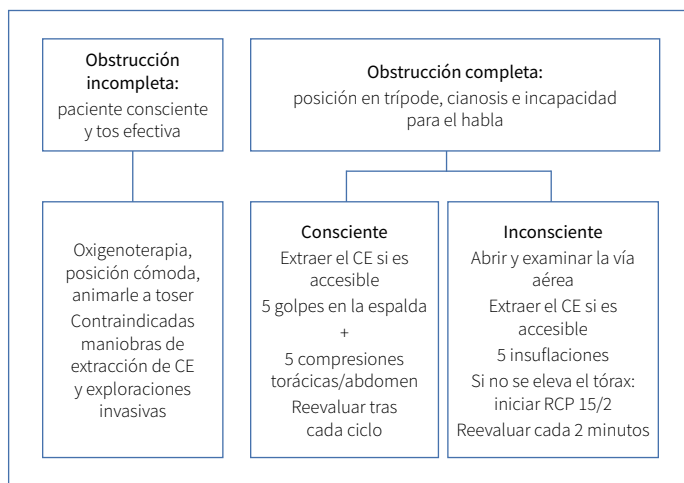 Obstrucción
incompleta:
paciente consciente
y tos efectiva
Obstrucción completa:
posición en trípode, cianosis e incapacidad
para el habla
Oxigenoterapia,
posición cómoda,
animarle a toser
Contraindicadas
maniobras de
extracción de CE
y exploraciones
invasivas
Consciente
Extraer el CE si es
accesible
5 golpes en la espalda
+
5 compresiones
torácicas/abdomen
Reevaluar tras
cada ciclo
Inconsciente
Abrir y examinar la vía
aérea
Extraer el CE si es
accesible
5 insuflaciones
Si no se eleva el tórax:
iniciar RCP 15/2
Reevaluar cada 2 minutos